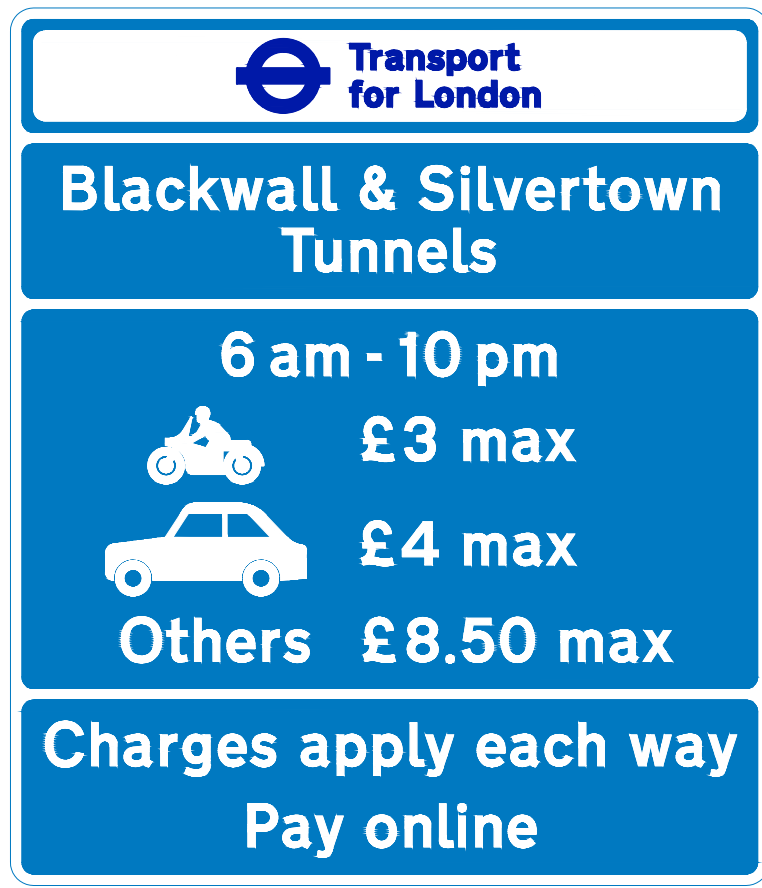 Transport
for London
Blackwall & Silvertown
Tunnels
6 am - 10 pm
£3 max
£4 max
Others £8.50 max
Charges apply each way
Pay online